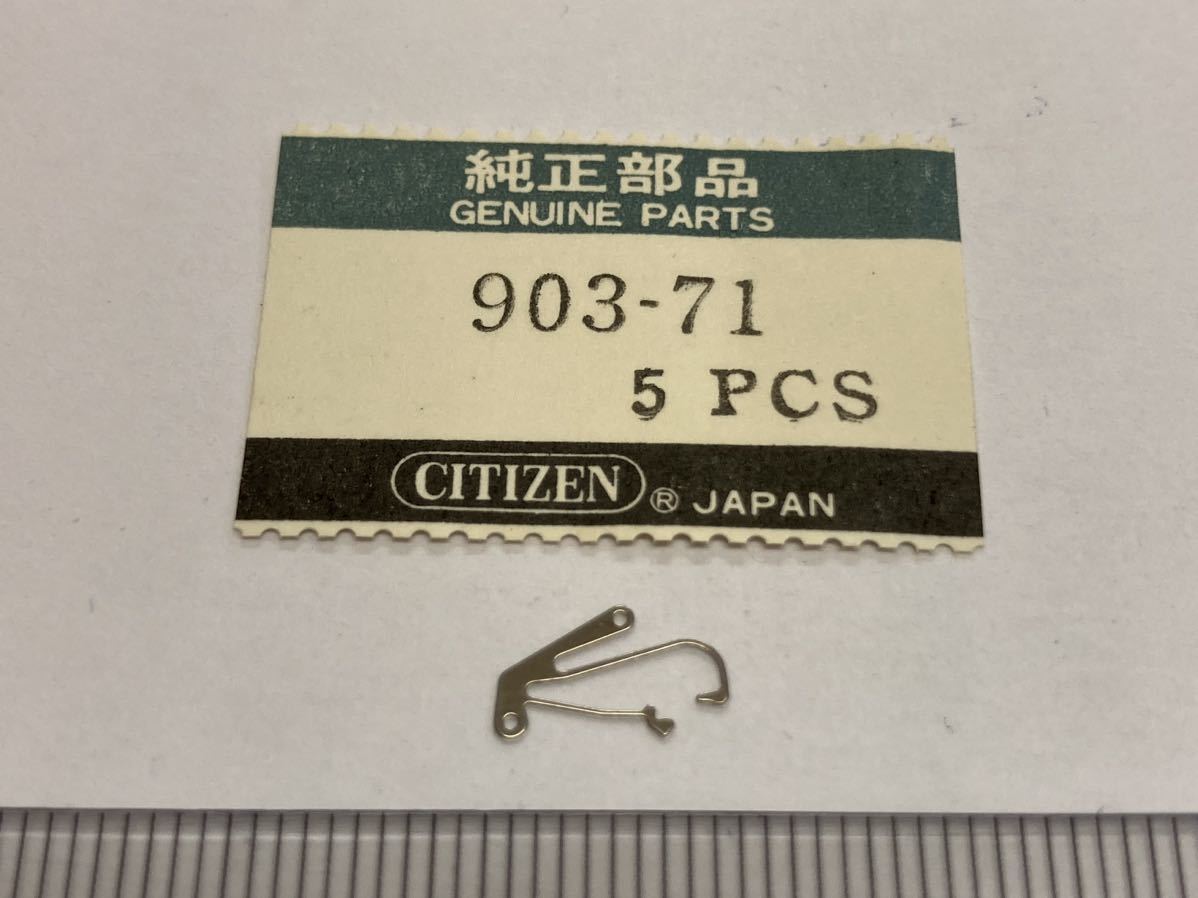 純正部品
GENUINE PARTS
903-71
5 PCS
CITIZEN ® JAPAN